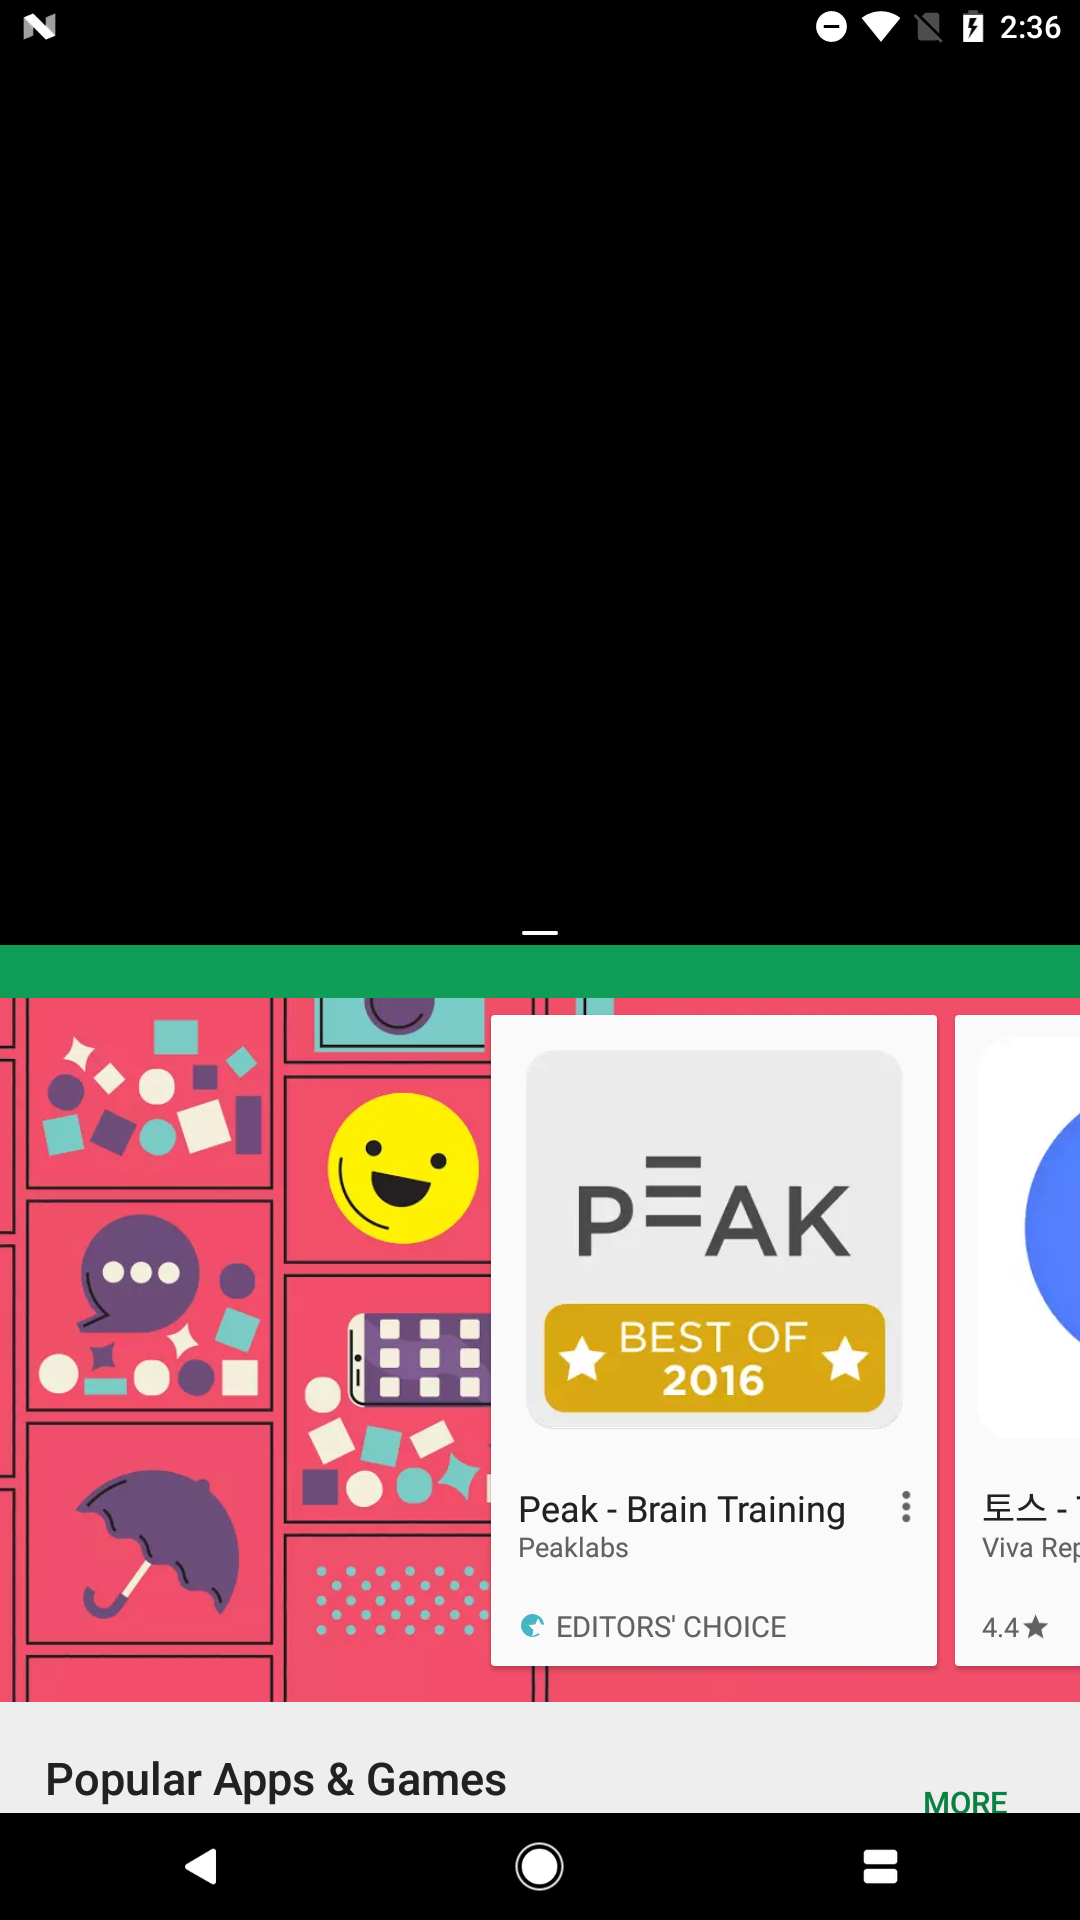 2:36
PEAK
BEST OF
2016
Peak - Brain Training
Peaklabs
EDITORS' CHOICE
토스 -
Viva Rep
4.4
Popular Apps & Games
MORE